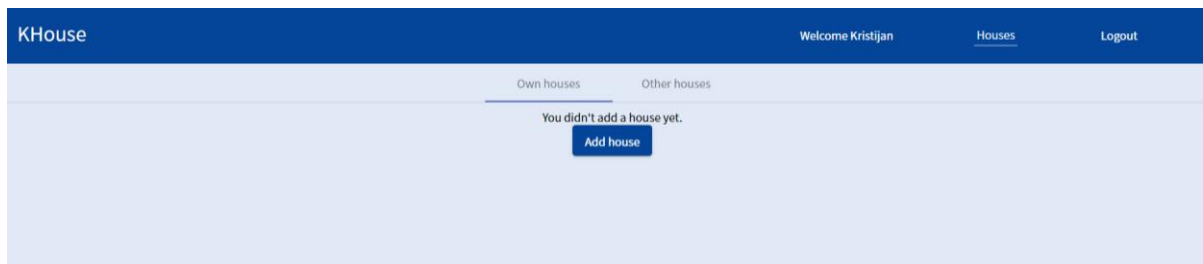 KHouse Welcome Kristijan Houses Logout
Own houses Other houses
You didn't add a house yet.
Add house